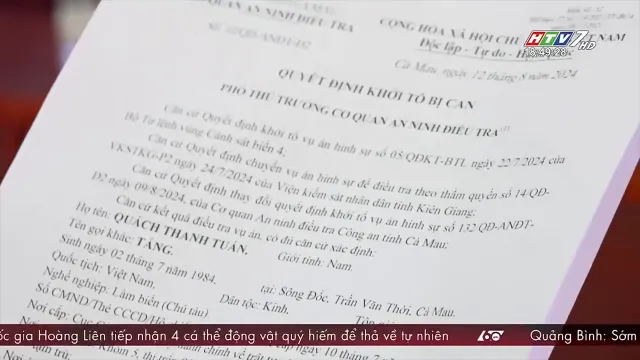 CƠ QUAN AN NINH ĐIỀU TRA
CỘNG HÒA XÃ HỘI CHỦ NAM
Độc lập - Tự do -
HTV7 HD
18:49:28
Cà Mau, ngày 12 tháng 8 năm 2024
QUYẾT ĐỊNH KHỞI TỐ BỊ CAN
PHÓ THỦ TRƯỞNG CƠ QUAN AN NINH ĐIỀU TRA
Căn cứ Quyết định khởi tố vụ án hình sự số 05/QĐKT-BTL ngày 22/7/2024 của
Bộ Tư lệnh vùng Cảnh sát biển 4;
Căn cứ Quyết định chuyển vụ án hình sự để điều tra theo thẩm quyền số 14/QĐ-
VKSTKG-P2 ngày 24/7/2024 của Viện kiểm sát nhân dân tỉnh Kiên Giang;
Căn cứ Quyết định thay đổi quyết định khởi tố vụ án hình sự số 132/QĐ-ANĐT-
Đ2 ngày 09/8/2024, của Cơ quan An ninh điều tra Công an tỉnh Cà Mau;
Căn cứ kết quả điều tra vụ án, có đủ căn cứ xác định:
Họ tên: QUÁCH THANH TUẤN, Giới tính: Nam.
Tên gọi khác: TÀNG,
Sinh ngày 02 tháng 7 năm 1984, tại: Sông Đốc, Trần Văn Thời, Cà Mau.
Quốc tịch: Việt Nam, Dân tộc: Kinh,
Nghề nghiệp: Làm biển (Chủ tàu)
Số CMND/Thẻ CCCD/Hộ
Nơi cấp: Cục cấp ngày 10 tháng
Khóm 5, thị
ốc gia Hoàng Liên tiếp nhận 4 cá thể động vật quý hiếm để thả về tự nhiên
60
Quảng Bình: Sớm